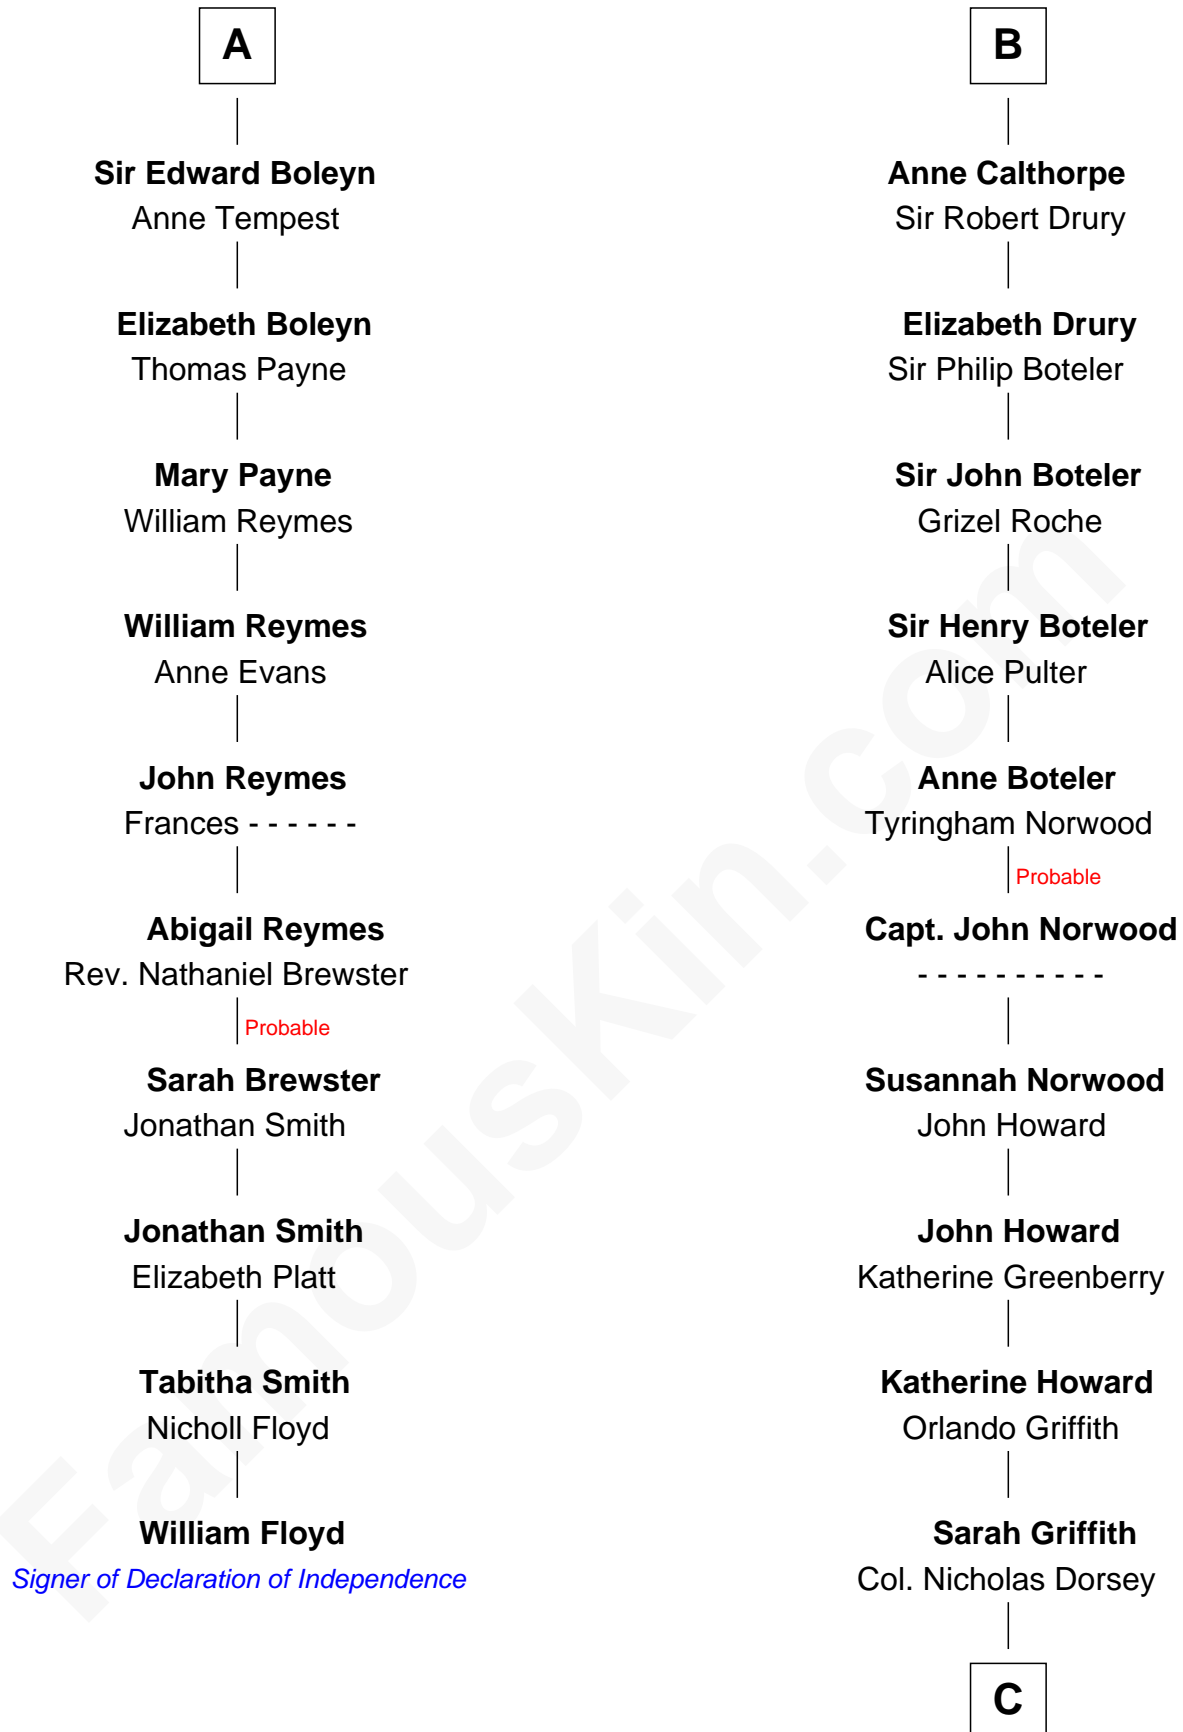 A
Sir Edward Boleyn
Anne Tempest
Elizabeth Boleyn
Thomas Payne
Mary Payne
William Reymes
William Reymes
Anne Evans
John Reymes
Frances - - - - - -
Abigail Reymes
Rev. Nathaniel Brewster
Probable
Sarah Brewster
Jonathan Smith
Jonathan Smith
Elizabeth Platt
Tabitha Smith
Nicholl Floyd
William Floyd
Signer of Declaration of Independence
B
Anne Calthorpe
Sir Robert Drury
Elizabeth Drury
Sir Philip Boteler
Sir John Boteler
Grizel Roche
Sir Henry Boteler
Alice Pulter
Anne Boteler
Tyringham Norwood
Probable
Capt. John Norwood
- - - - - - - - - -
Susannah Norwood
John Howard
John Howard
Katherine Greenberry
Katherine Howard
Orlando Griffith
Sarah Griffith
Col. Nicholas Dorsey
C
FamousKin.com